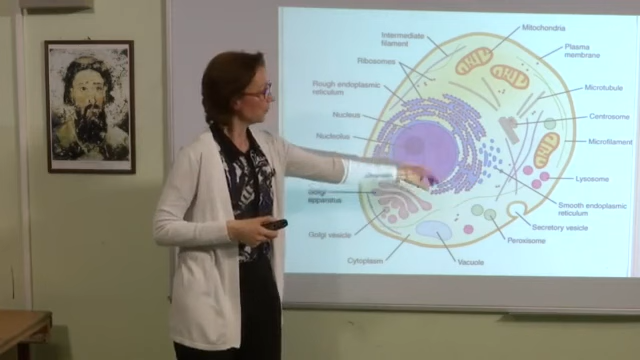 Intermediate
filament
Ribosomes
Rough endoplasmic
reticulum
Nucleus
Nucleolus
Chromatin
Golgi
apparatus
Golgi vesicle
Cytoplasm
Mitochondria
Plasma
membrane
Microtubule
Centrosome
Microfilament
Lysosome
Smooth endoplasmic
reticulum
Secretory vesicle
Peroxisome
Vacuole